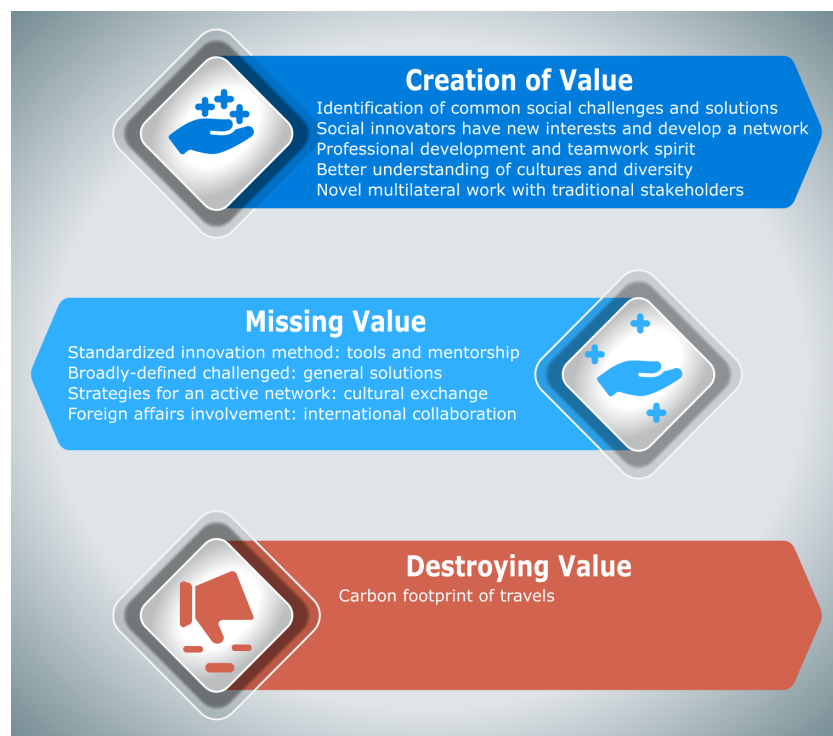 Creation of Value
Identification of common social challenges and solutions
Social innovators have new interests and develop a network
Professional development and teamwork spirit
Better understanding of cultures and diversity
Novel multilateral work with traditional stakeholders
Missing Value
Standardized innovation method: tools and mentorship
Broadly-defined challenged: general solutions
Strategies for an active network: cultural exchange
Foreign affairs involvement: international collaboration
Destroying Value
Carbon footprint of travels